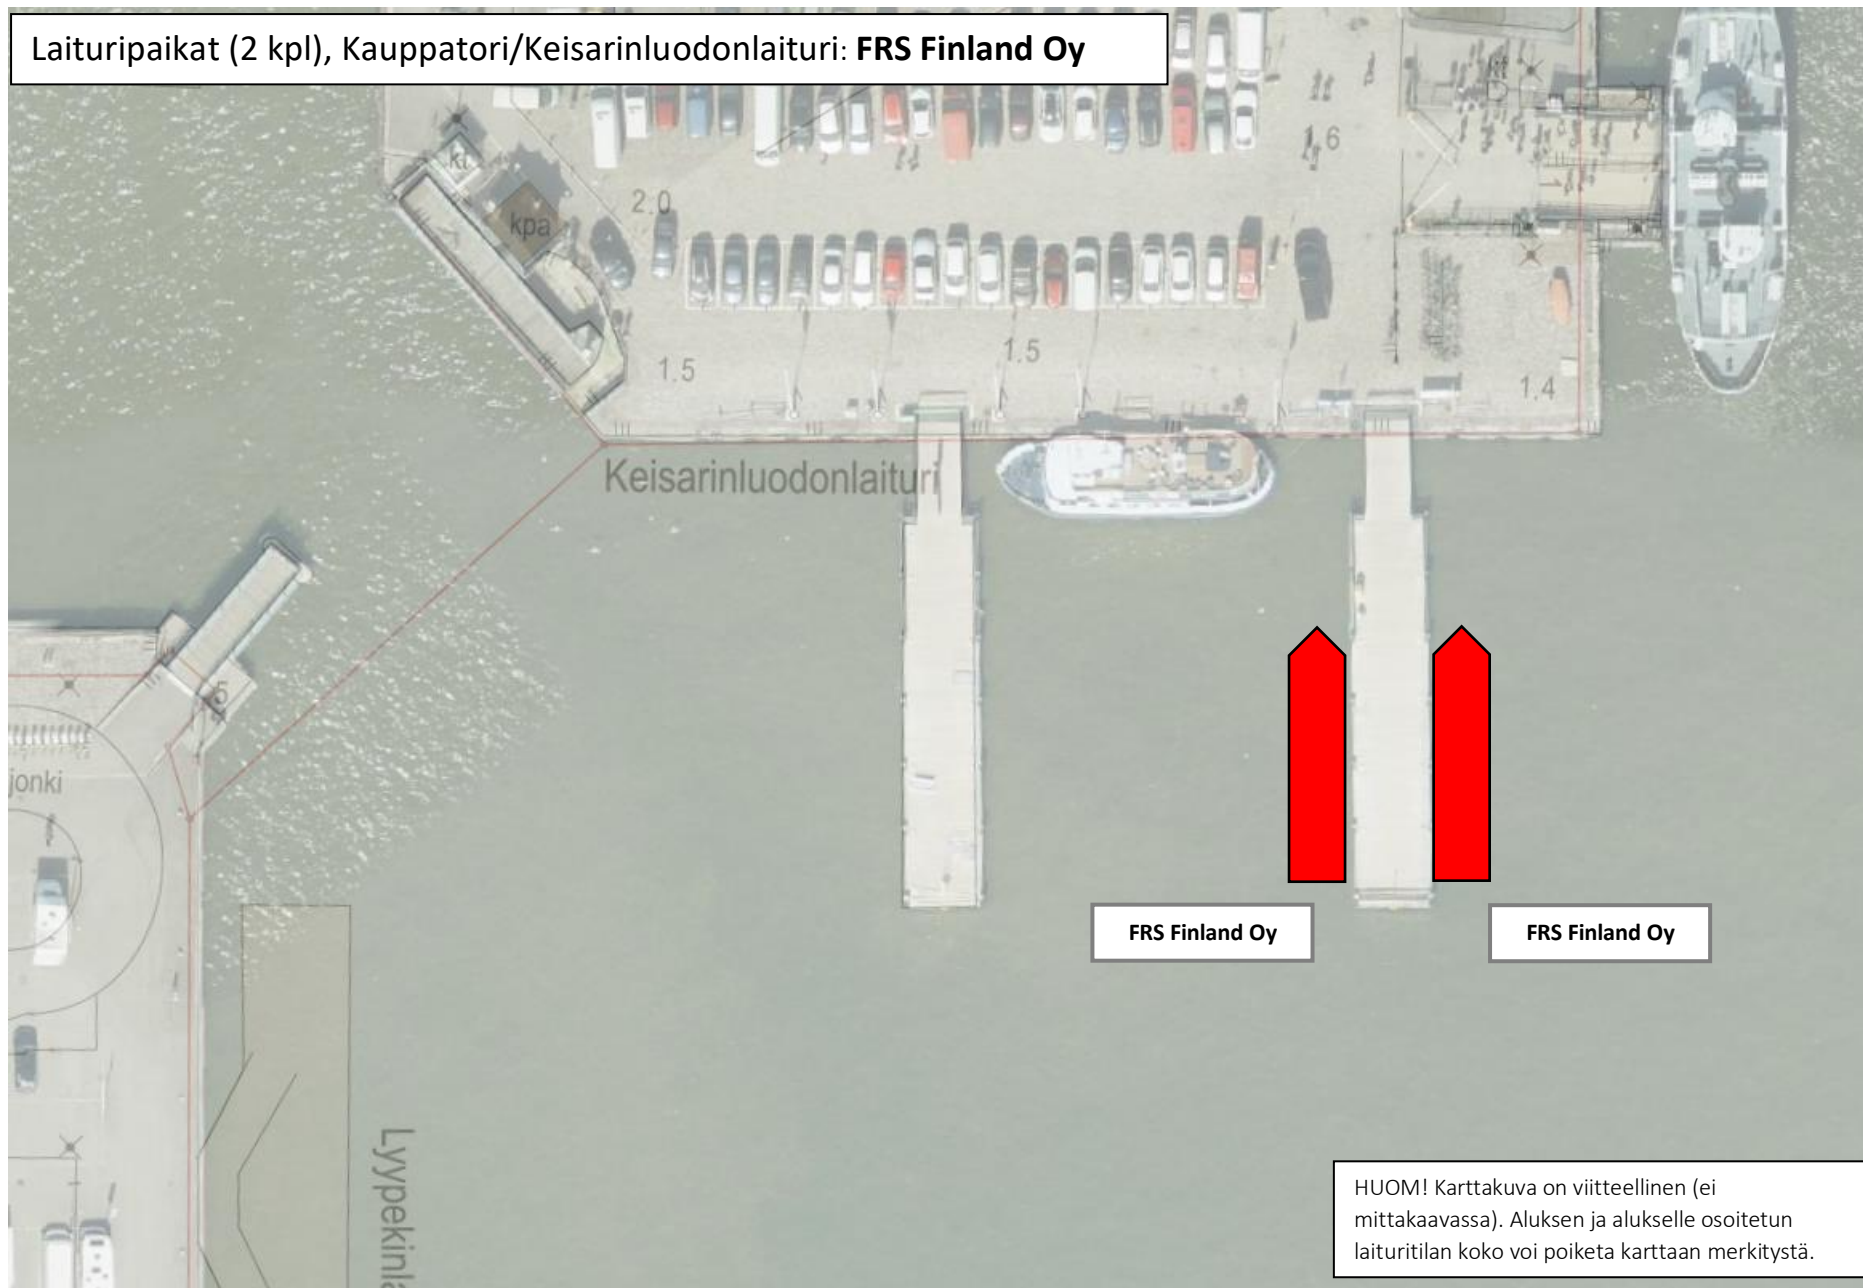 Laituripaikat (2 kpl), Kauppatori/Keisarinluodonlaituri: FRS Finland Oy
kt
kpa
2.0
1.6
1.5
1.5
1.4
Keisarinluodonlaituri
5
jonki
FRS Finland Oy
FRS Finland Oy
Lyypekinla
HUOM! Karttakuva on viitteellinen (ei
mittakaavassa). Aluksen ja alukselle osoitetun
laituritilan koko voi poiketa karttaan merkitystä.